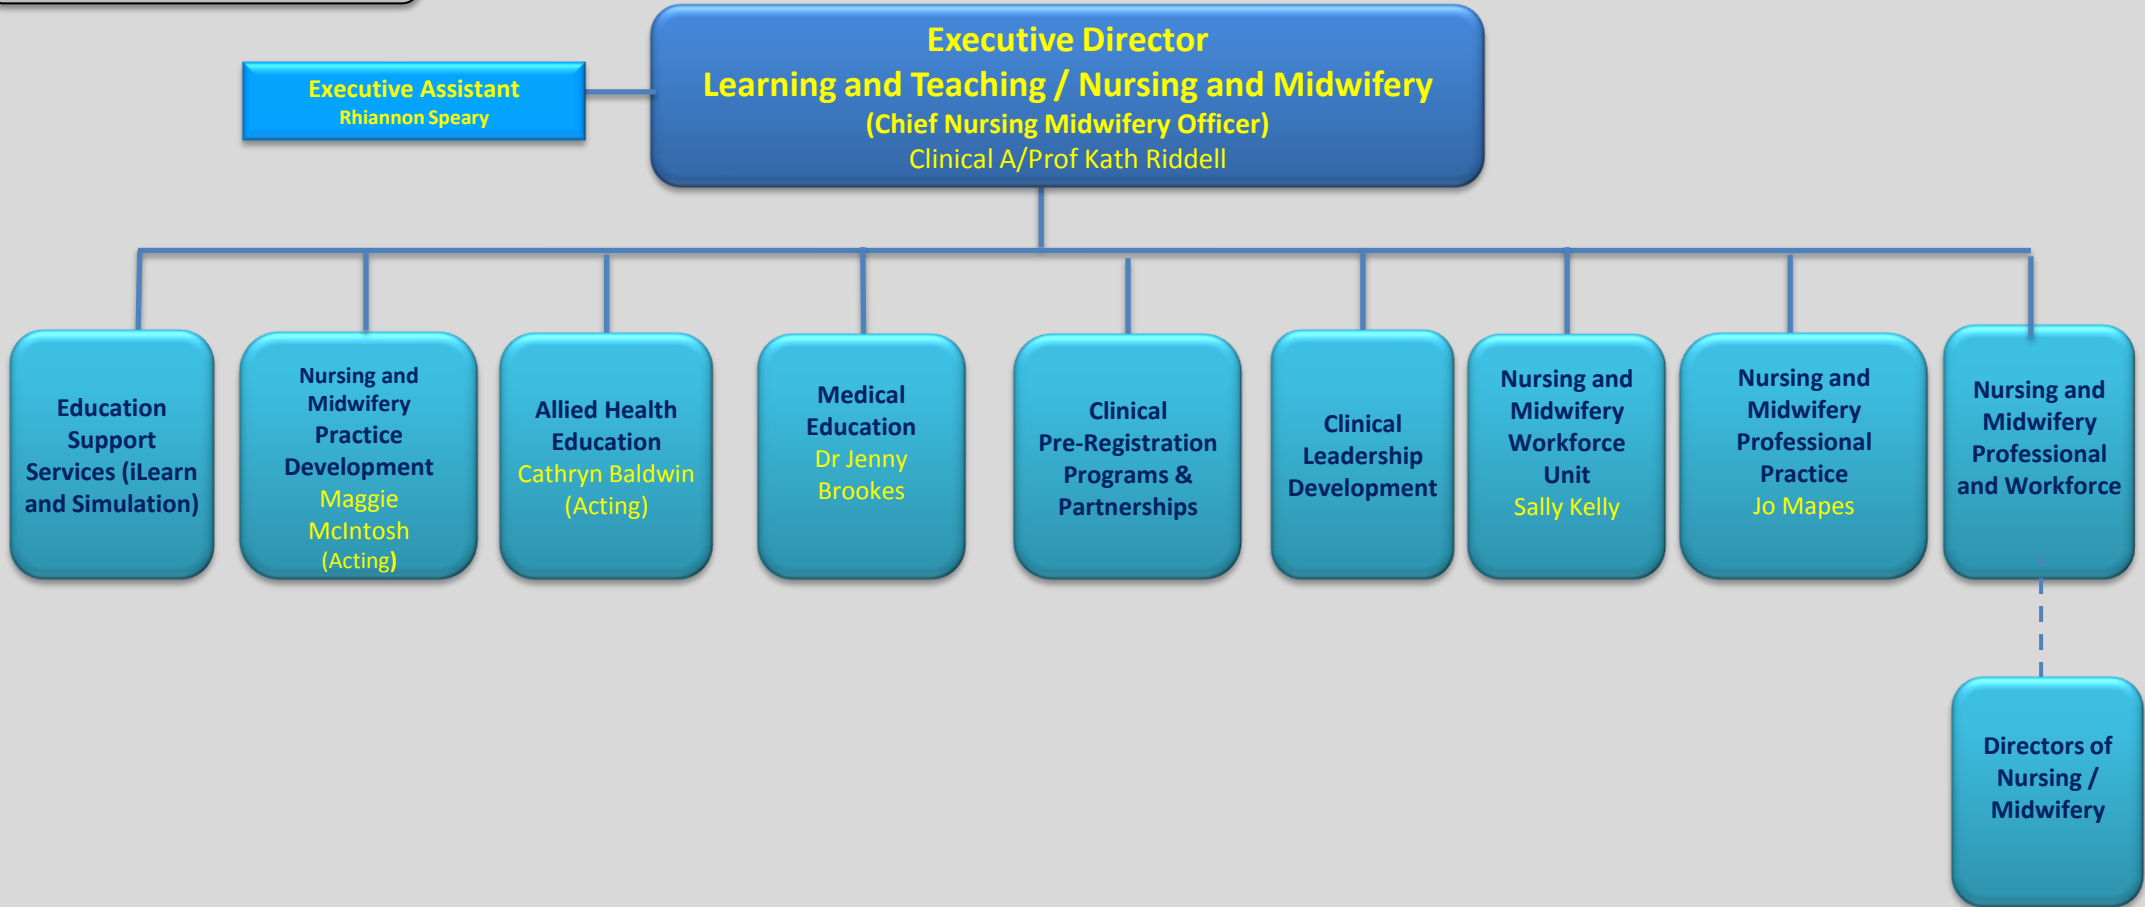 Executive Director
Learning and Teaching / Nursing and Midwifery
(Chief Nursing Midwifery Officer)
Clinical A/Prof Kath Riddell
Executive Assistant
Rhiannon Speary
Education
Support
Services (iLearn
and Simulation)
Nursing and
Midwifery
Practice
Development
Maggie
McIntosh
(Acting)
Allied Health
Education
Cathryn Baldwin
(Acting)
Medical
Education
Dr Jenny
Brookes
Clinical
Pre-Registration
Programs &
Partnerships
Clinical
Leadership
Development
Nursing and
Midwifery
Workforce
Unit
Sally Kelly
Nursing and
Midwifery
Professional
Practice
Jo Mapes
Nursing and
Midwifery
Professional
and Workforce
Directors of
Nursing /
Midwifery